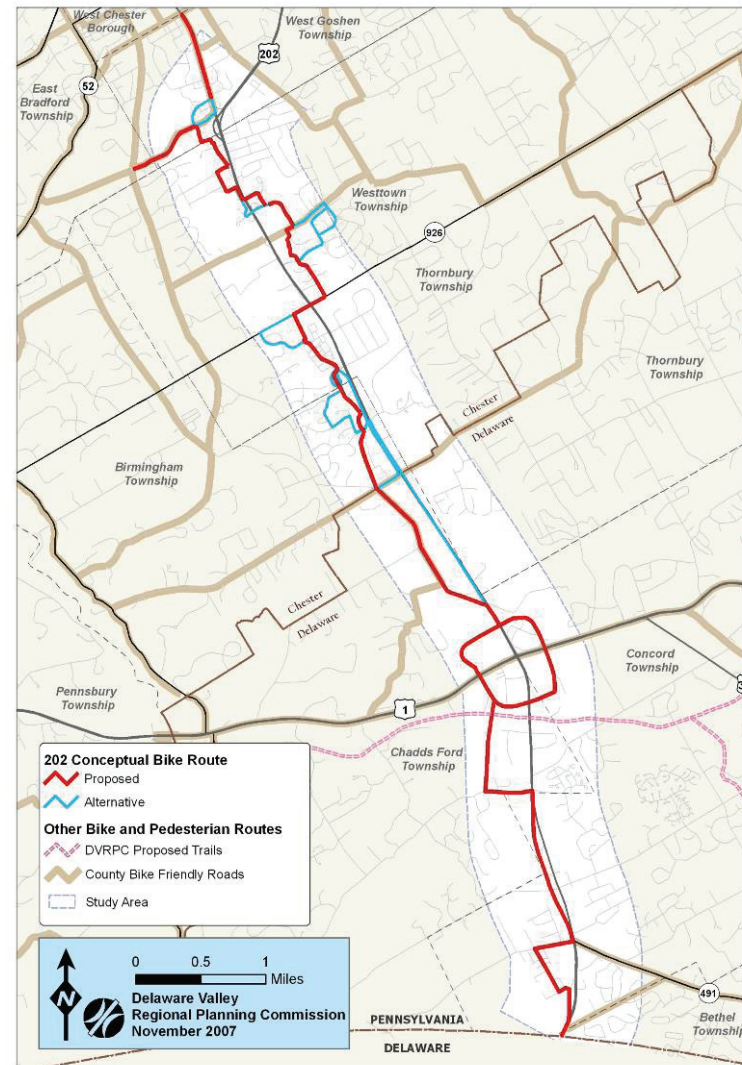 West Chester
Borough
West Goshen
Township
202
52
East
Bradford
Township
Westtown
Township
926
Thornbury
Township
Thornbury
Township
Chester
Delaware
Birmingham
Township
Chester
Delaware
Concord
Township
Pennsbury
Township
1
3
Chadds Ford
Township
202 Conceptual Bike Route
Proposed
Alternative
Other Bike and Pedesterian Routes
DVRPC Proposed Trails
County Bike Friendly Roads
Study Area
0 0.5 1
Miles
N
Delaware Valley
Regional Planning Commission
November 2007
491
Bethel
Township
PENNSYLVANIA
DELAWARE